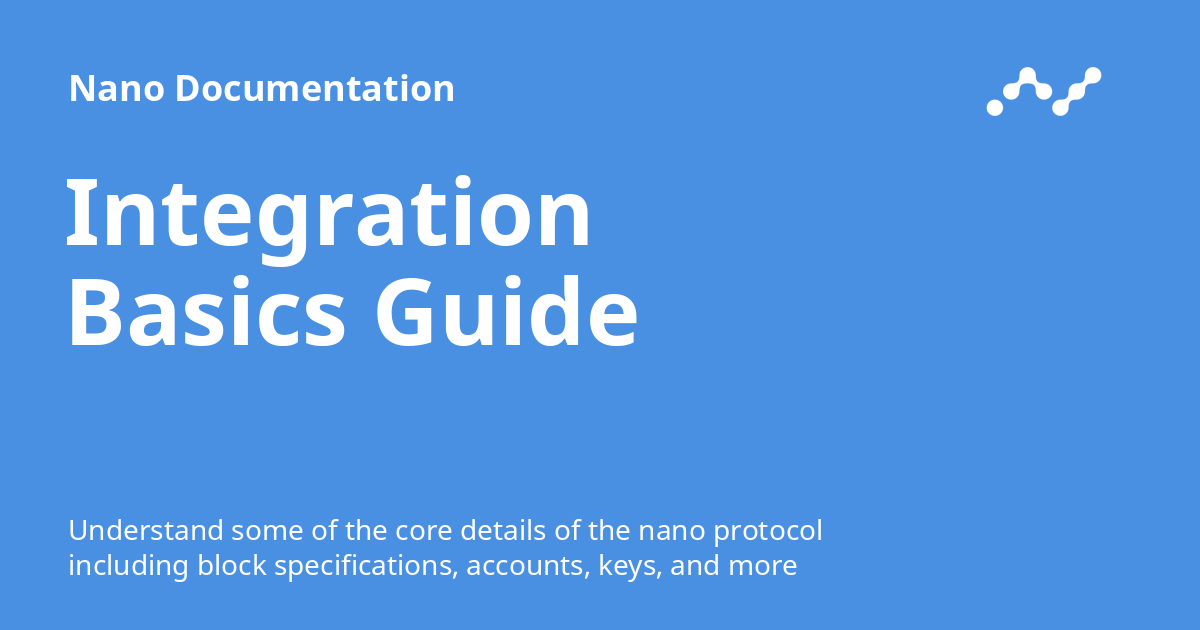 Nano Documentation
Integration
Basics Guide
Understand some of the core details of the nano protocol
including block specifications, accounts, keys, and more